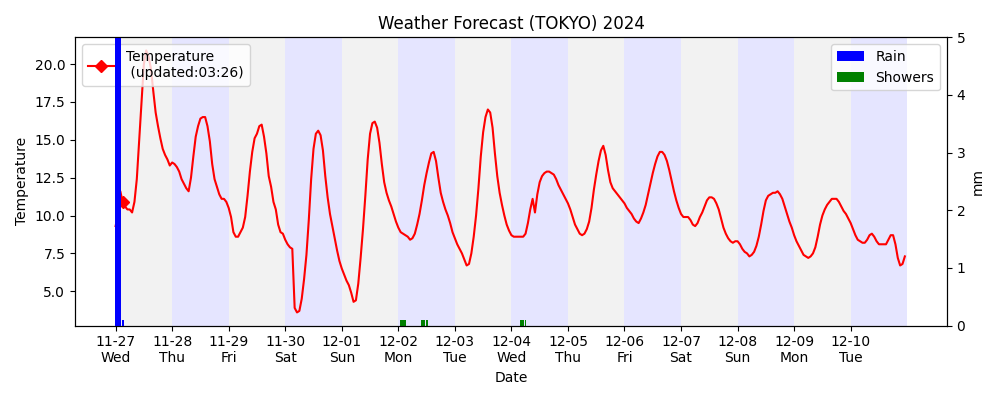 Weather Forecast (TOKYO) 2024
Temperature
(updated:03:26)
Rain
Showers
Temperature
20.0
17.5
15.0
12.5
10.0
7.5
5.0
5
4
3
2
1
0
mm
11-27 11-28 11-29 11-30 12-01 12-02 12-03 12-04 12-05 12-06 12-07 12-08 12-09 12-10
Wed Thu Fri Sat Sun Mon Tue Wed Thu Fri Sat Sun Mon Tue
Date